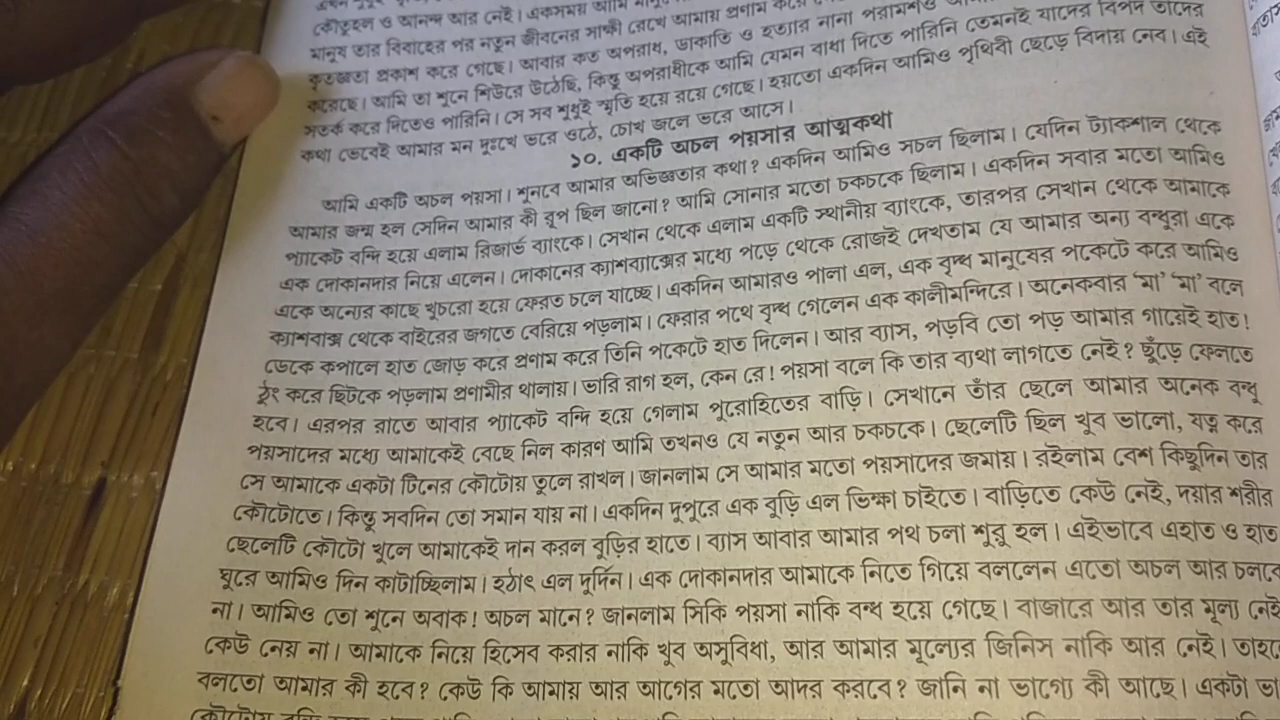 কৌতূহল ও আনন্দ আর নেই। একসময় আমি
মানুষ তার বিবাহের পর নতুন জীবনের সাক্ষী রেখে আমায় প্রণাম করে
কৃতজ্ঞতা প্রকাশ করে গেছে। আবার কত অপরাধ, ডাকাতি ও হত্যার নানা পরামর্শও
করেছে। আমি তা শুনে শিউরে উঠেছি, কিন্তু অপরাধীকে আমি যেমন বাধা দিতে পারিনি তেমনই যাদের বিপদ তাদের
সতর্ক করে দিতেও পারিনি। সে সব শুধুই স্মৃতি হয়ে রয়ে গেছে। হয়তো একদিন আমিও পৃথিবী ছেড়ে বিদায় নেব। এই
কথা ভেবেই আমার মন দুঃখে ভরে ওঠে, চোখ জলে ভরে আসে।
১০. একটি অচল পয়সার আত্মকথা
আমি একটি অচল পয়সা। শুনবে আমার অভিজ্ঞতার কথা? একদিন আমিও সচল ছিলাম। যেদিন ট্যাকশাল থেকে
আমার জন্ম হল সেদিন আমার কী রূপ ছিল জানো? আমি সোনার মতো চকচকে ছিলাম। একদিন সবার মতো আমিও
প্যাকেট বন্দি হয়ে এলাম রিজার্ভ ব্যাংকে। সেখান থেকে এলাম একটি স্থানীয় ব্যাংকে, তারপর সেখান থেকে আমাকে
এক দোকানদার নিয়ে এলেন। দোকানের ক্যাশব্যাক্সের মধ্যে পড়ে থেকে রোজই দেখতাম যে আমার অন্য বন্ধুরা একে
একে অন্যের কাছে খুচরো হয়ে ফেরত চলে যাচ্ছে। একদিন আমারও পালা এল, এক বৃদ্ধ মানুষের পকেটে করে আমিও
ক্যাশবাক্স থেকে বাইরের জগতে বেরিয়ে পড়লাম। ফেরার পথে বৃদ্ধ গেলেন এক কালীমন্দিরে। অনেকবার ‘মা’ ‘মা’ বলে
ডেকে কপালে হাত জোড় করে প্রণাম করে তিনি পকেটে হাত দিলেন। আর ব্যাস, পড়বি তো পড় আমার গায়েই হাত!
ঠুং করে ছিটকে পড়লাম প্রণামীর থালায়। ভারি রাগ হল, কেন রে! পয়সা বলে কি তার ব্যথা লাগতে নেই? ছুঁড়ে ফেলতে
হবে। এরপর রাতে আবার প্যাকেট বন্দি হয়ে গেলাম পুরোহিতের বাড়ি। সেখানে তাঁর ছেলে আমার অনেক বন্ধু
পয়সাদের মধ্যে আমাকেই বেছে নিল কারণ আমি তখনও যে নতুন আর চকচকে। ছেলেটি ছিল খুব ভালো, যত্ন করে
সে আমাকে একটা টিনের কৌটোয় তুলে রাখল। জানলাম সে আমার মতো পয়সাদের জমায়। রইলাম বেশ কিছুদিন তার
কৌটোতে। কিন্তু সবদিন তো সমান যায় না। একদিন দুপুরে এক বুড়ি এল ভিক্ষা চাইতে। বাড়িতে কেউ নেই, দয়ার শরীর
ছেলেটি কৌটো খুলে আমাকেই দান করল বুড়ির হাতে। ব্যাস আবার আমার পথ চলা শুরু হল। এইভাবে এহাত ও হাত
ঘুরে আমিও দিন কাটাচ্ছিলাম। হঠাৎ এল দুর্দিন। এক দোকানদার আমাকে নিতে গিয়ে বললেন এতো অচল আর চলবে
না। আমিও তো শুনে অবাক! অচল মানে? জানলাম সিকি পয়সা নাকি বন্ধ হয়ে গেছে। বাজারে আর তার মূল্য নেই
কেউ নেয় না। আমাকে নিয়ে হিসেব করার নাকি খুব অসুবিধা, আর আমার মূল্যের জিনিস নাকি আর নেই। তাহলে
বলতো আমার কী হবে? কেউ কি আমায় আর আগের মতো আদর করবে? জানি না ভাগ্যে কী আছে। একটা